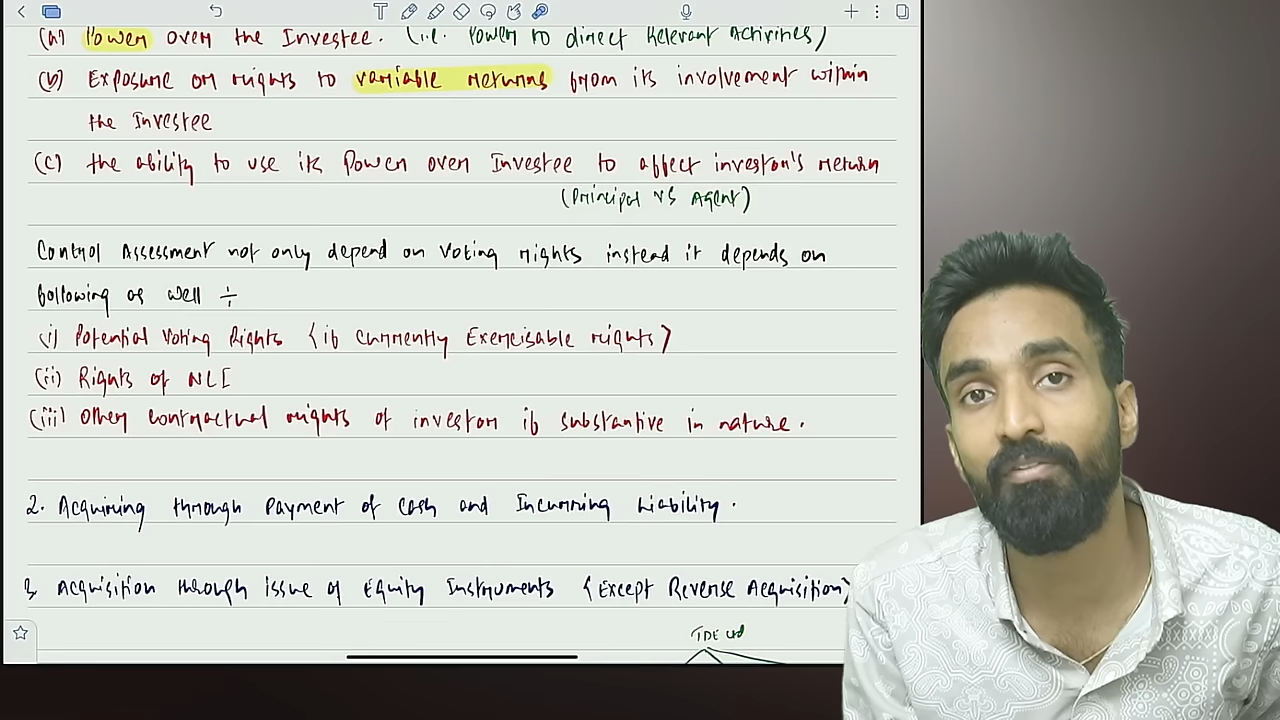 (a) Power over the Investee. (i.e. Power to direct Relevant Activities)
(b) Exposure or rights to variable returns from its involvement within
the Investee
(c) the ability to use its Power over Investee to affect investor's return
(Principal vs Agent)
Control Assessment not only depend on Voting rights instead it depends on
following as well ÷
(i) Potential Voting Rights {if currently Exercisable rights}
(ii) Rights of NCI
(iii) Other contractual rights of investor if substantive in nature.
2. Acquiring through Payment of cash and Incurring Liability.
3. Acquisition through issue of Equity Instruments {Except Reverse Acquisition}